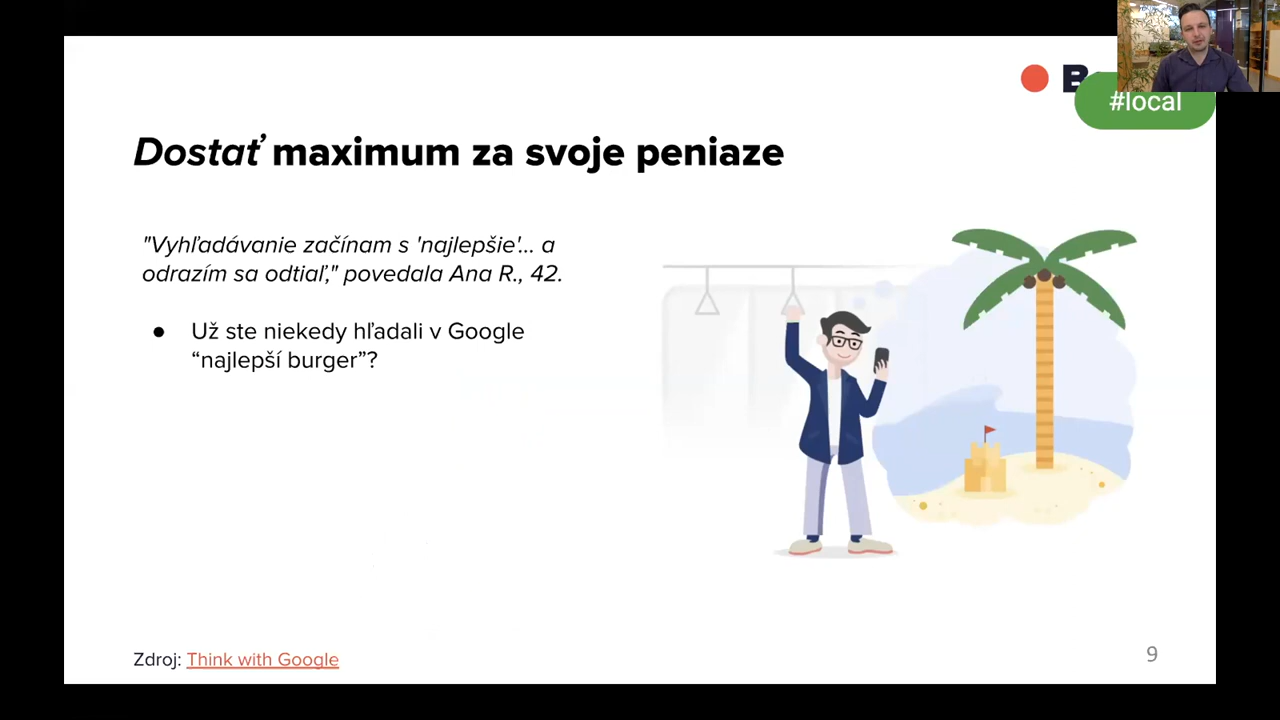 #local
Dostať maximum za svoje peniaze
"Vyhľadávanie začínam s 'najlepšie'... a
odrazím sa odtiaľ," povedala Ana R., 42.
● Už ste niekedy hľadali v Google
“najlepší burger”?
Zdroj: Think with Google
9